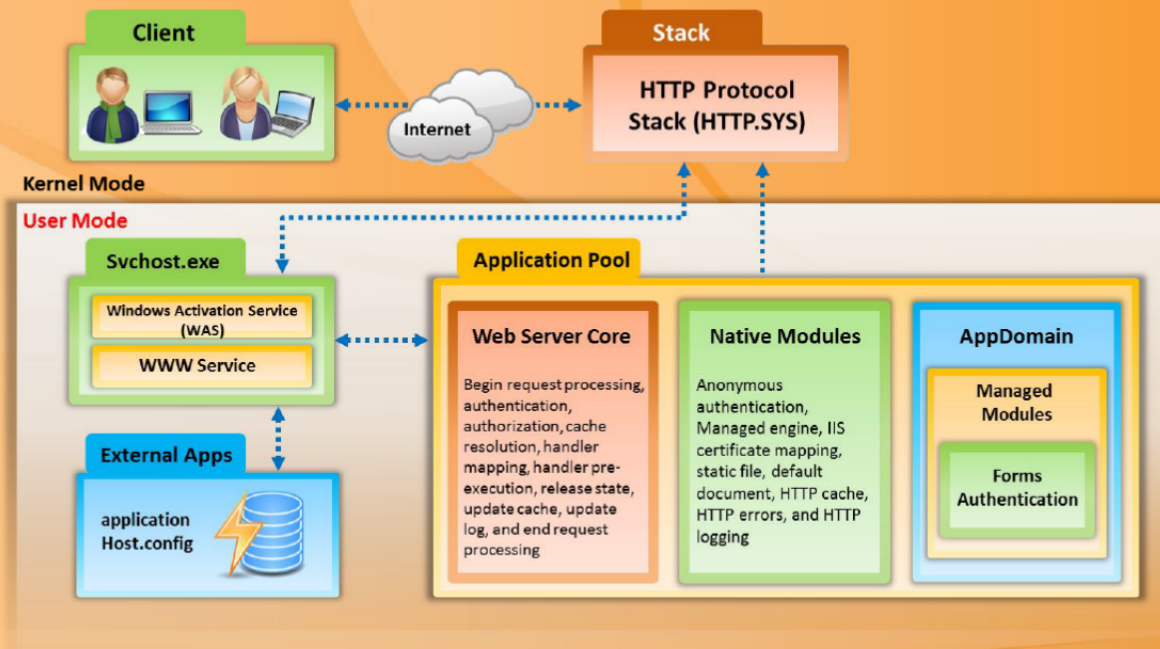 Client
Stack
HTTP Protocol
Stack (HTTP.SYS)
Internet
Kernel Mode
User Mode
Svchost.exe
Windows Activation Service
(WAS)
WWW Service
External Apps
application
Host.config
Application Pool
Web Server Core
Begin request processing,
authentication,
authorization, cache
resolution, handler
mapping, handler pre-
execution, release state,
update cache, update
log, and end request
processing
Native Modules
Anonymous
authentication,
Managed engine, IIS
certificate mapping,
static file, default
document, HTTP cache,
HTTP errors, and HTTP
logging
AppDomain
Managed
Modules
Forms
Authentication